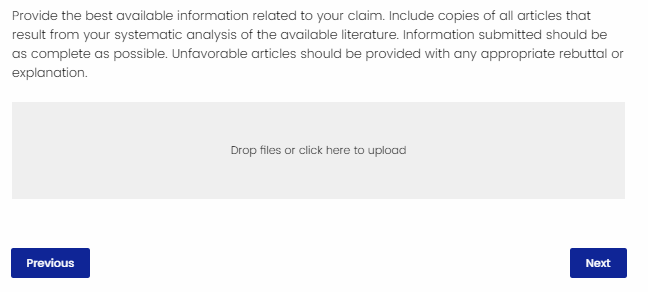 Provide the best available information related to your claim. Include copies of all articles that
result from your systematic analysis of the available literature. Information submitted should be
as complete as possible. Unfavorable articles should be provided with any appropriate rebuttal or
explanation.
Drop files or click here to upload
Previous
Next